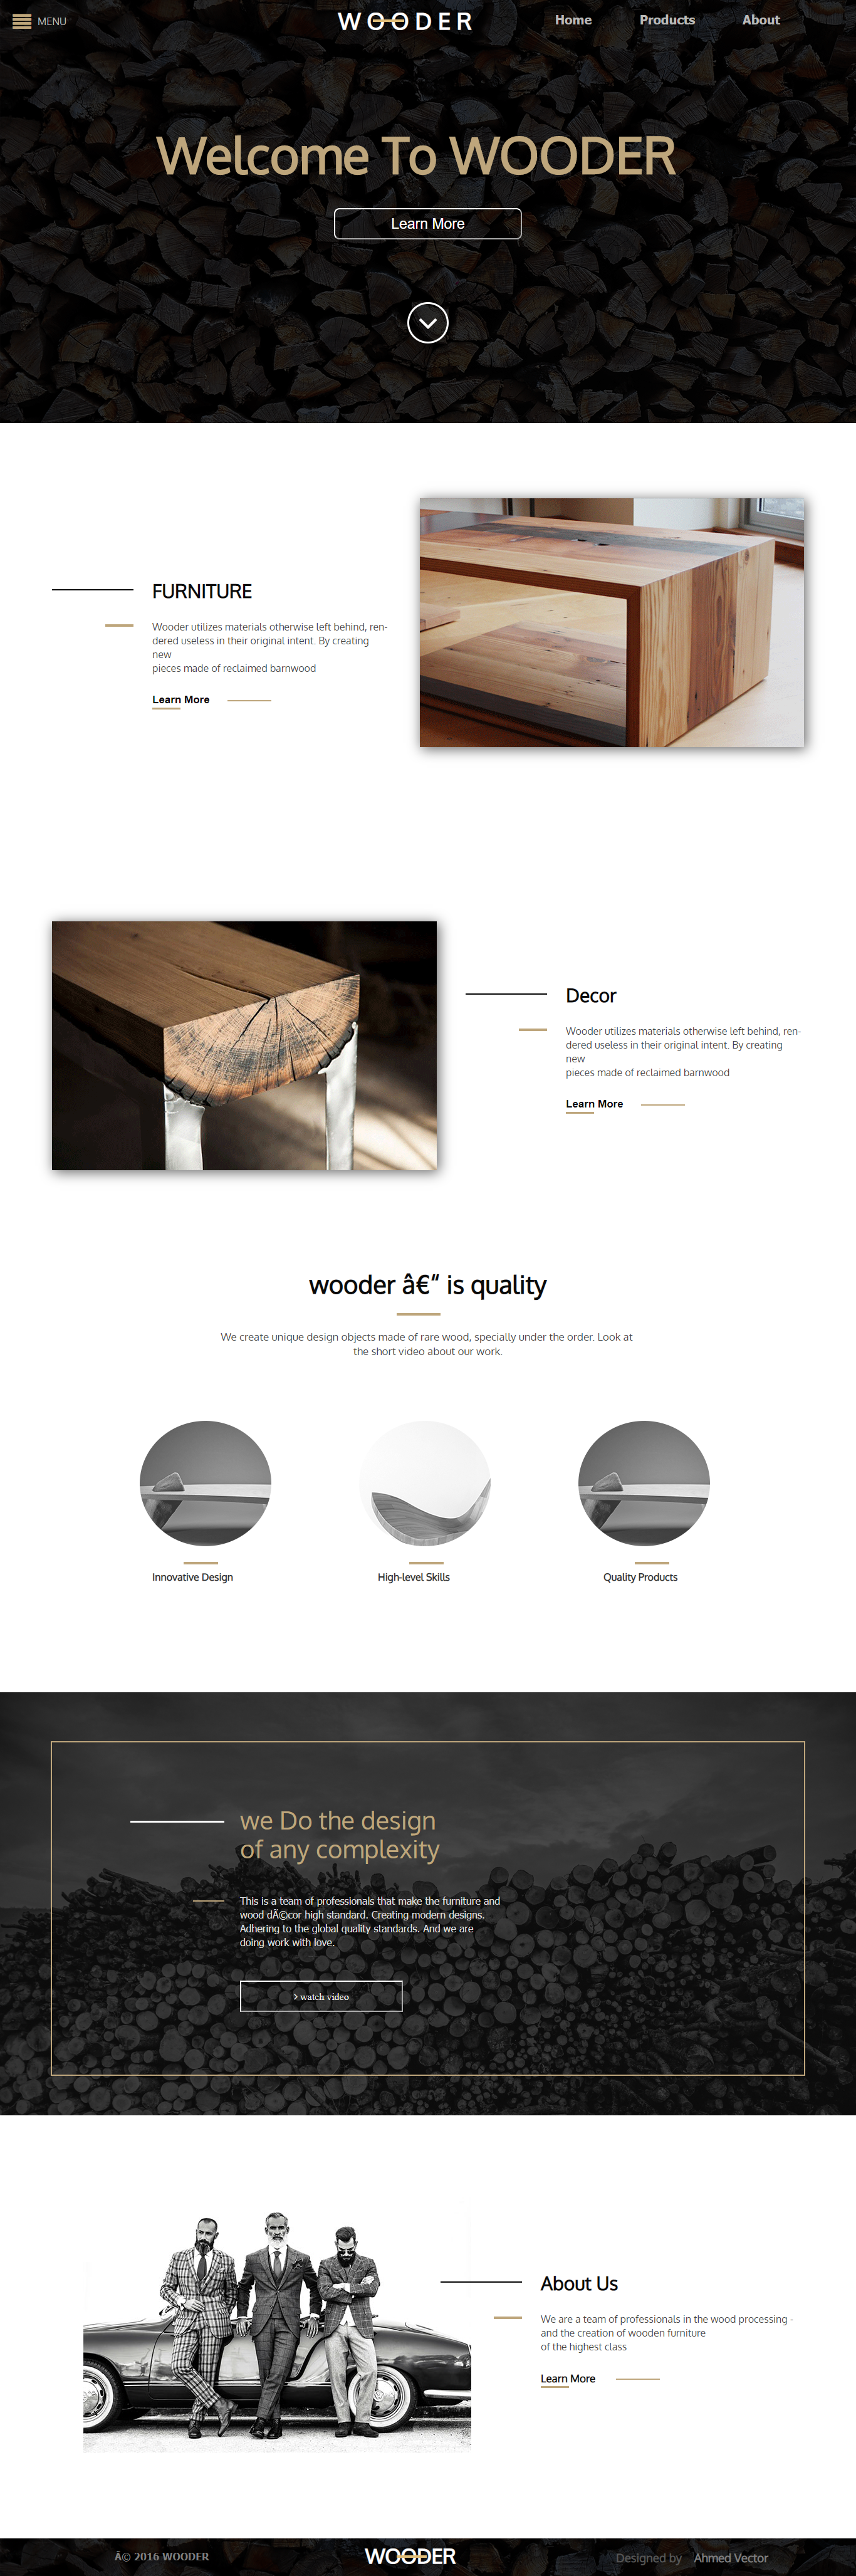 MENU
WOODER
Home Products About
Welcome To WOODER
Learn More
FURNITURE
Wooder utilizes materials otherwise left behind, ren-
dered useless in their original intent. By creating
new
pieces made of reclaimed barnwood
Learn More
Decor
Wooder utilizes materials otherwise left behind, ren-
dered useless in their original intent. By creating
new
pieces made of reclaimed barnwood
Learn More
wooder â€“ is quality
We create unique design objects made of rare wood, specially under the order. Look at
the short video about our work.
Innovative Design
High-level Skills
Quality Products
we Do the design
of any complexity
This is a team of professionals that make the furniture and
wood dÃ©cor high standard. Creating modern designs.
Adhering to the global quality standards. And we are
doing work with love.
> watch video
About Us
We are a team of professionals in the wood processing -
and the creation of wooden furniture
of the highest class
Learn More
Â© 2016 WOODER
WOODER
Designed by Ahmed Vector